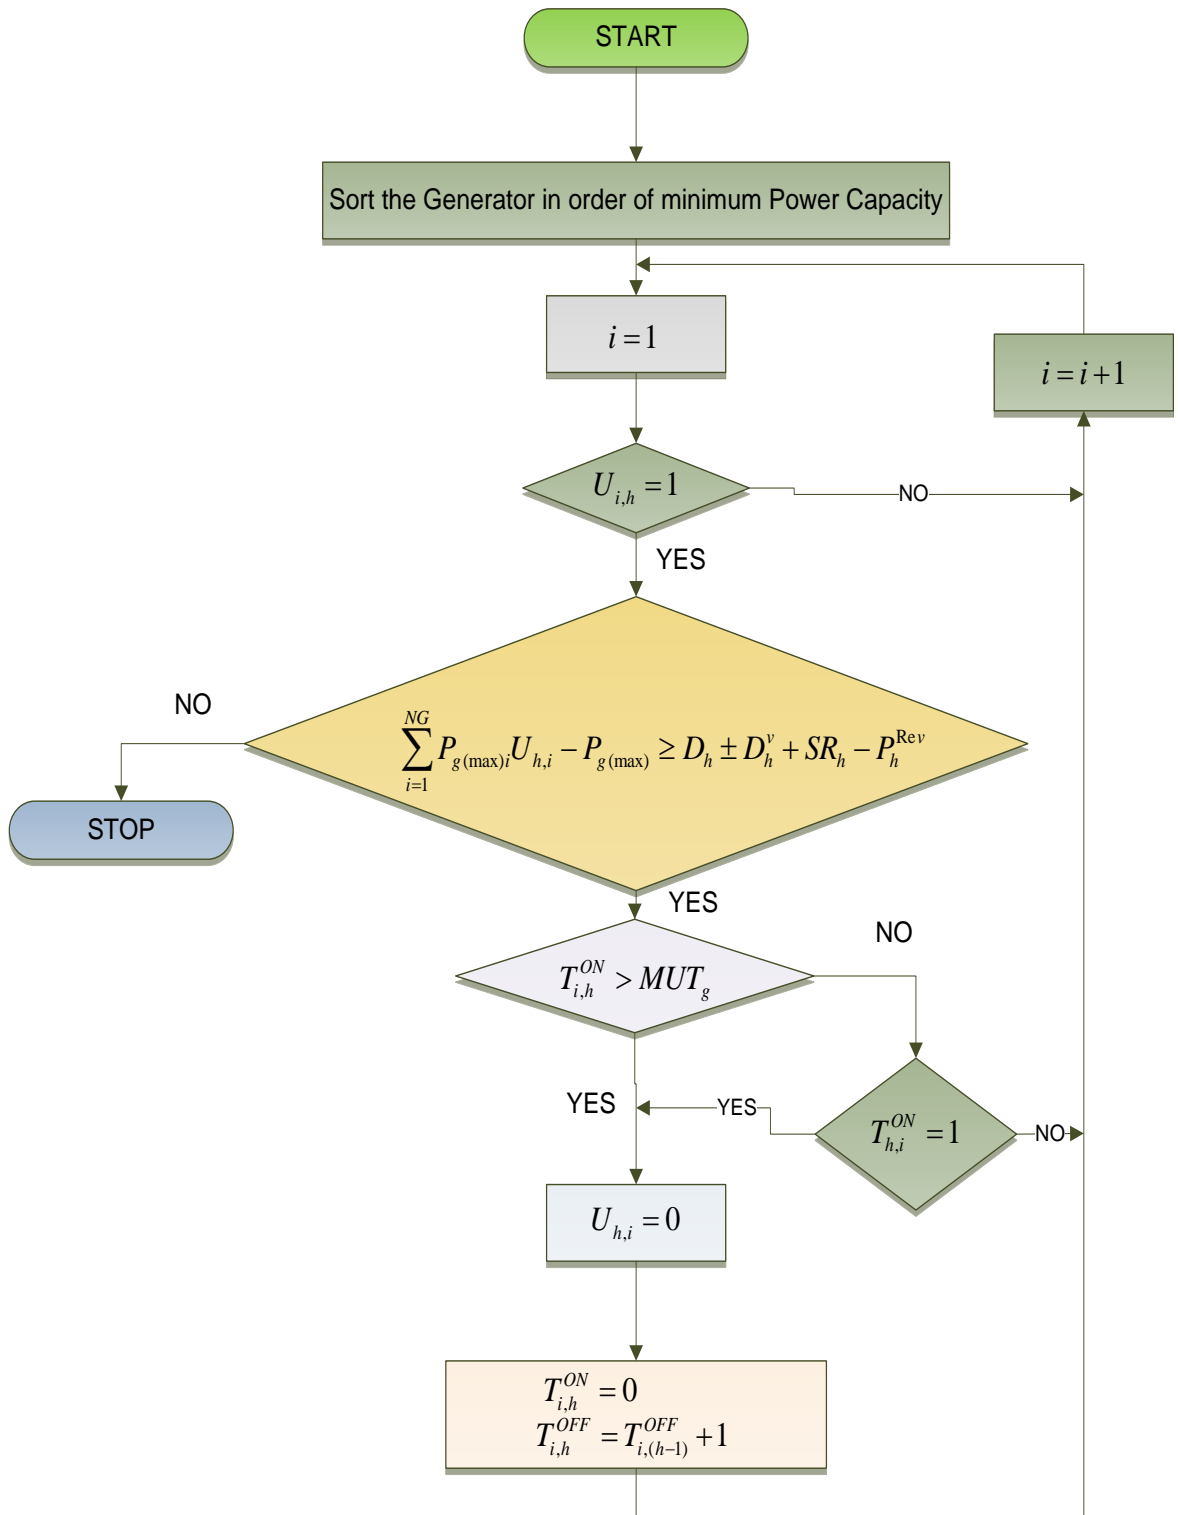 START
Sort the Generator in order of minimum Power Capacity
i = 1
i = i + 1
U_{i,h} = 1
NO
YES
NO
\sum_{i=1}^{NG} P_{g(max)i} U_{h,i} − P_{g(max)} ≥ D_h ± D_h^v + SR_h − P_h^{Rev}
STOP
YES
NO
T_{i,h}^{ON} > MUT_g
YES
YES
T_{h,i}^{ON} = 1
NO
U_{h,i} = 0
T_{i,h}^{ON} = 0
T_{i,h}^{OFF} = T_{i,(h−1)}^{OFF} + 1